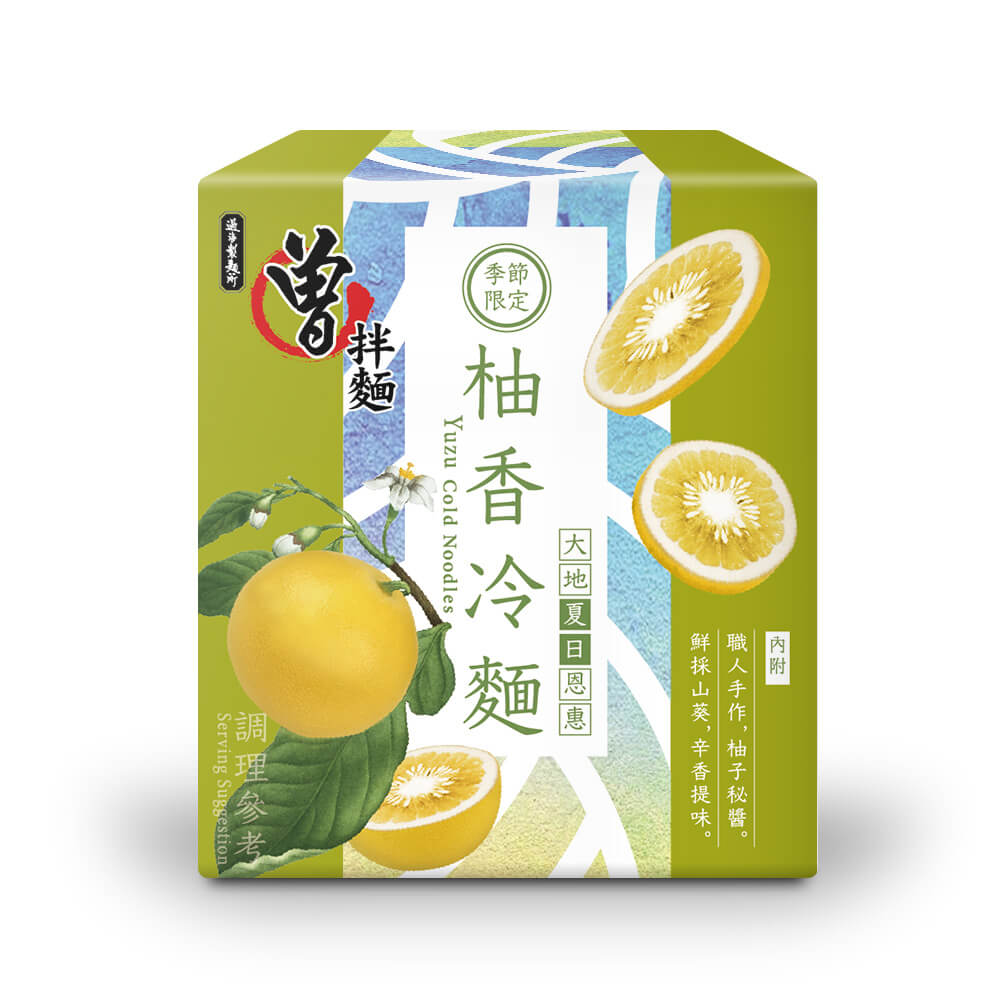 過海製麵所
曾
拌麵
季節
限定
柚香冷麵
Yuzu Cold Noodles
大地夏日恩惠
內附
職人手作,柚子秘醬。
鮮採山葵,辛香提味。
調理參考
Serving Suggestion